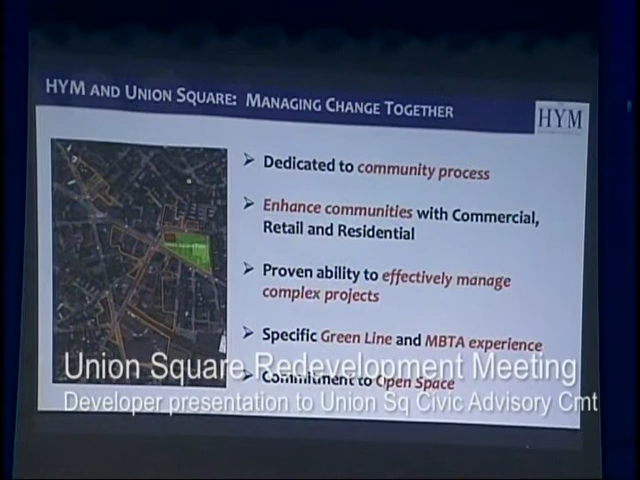 HYM AND UNION SQUARE: MANAGING CHANGE TOGETHER
HYM
➤ Dedicated to community process
➤ Enhance communities with Commercial,
Retail and Residential
➤ Proven ability to effectively manage
complex projects
➤ Specific Green Line and MBTA experience
➤ Commitment to Open Space
Union Square Redevelopment Meeting
Developer presentation to Union Sq Civic Advisory Cmt